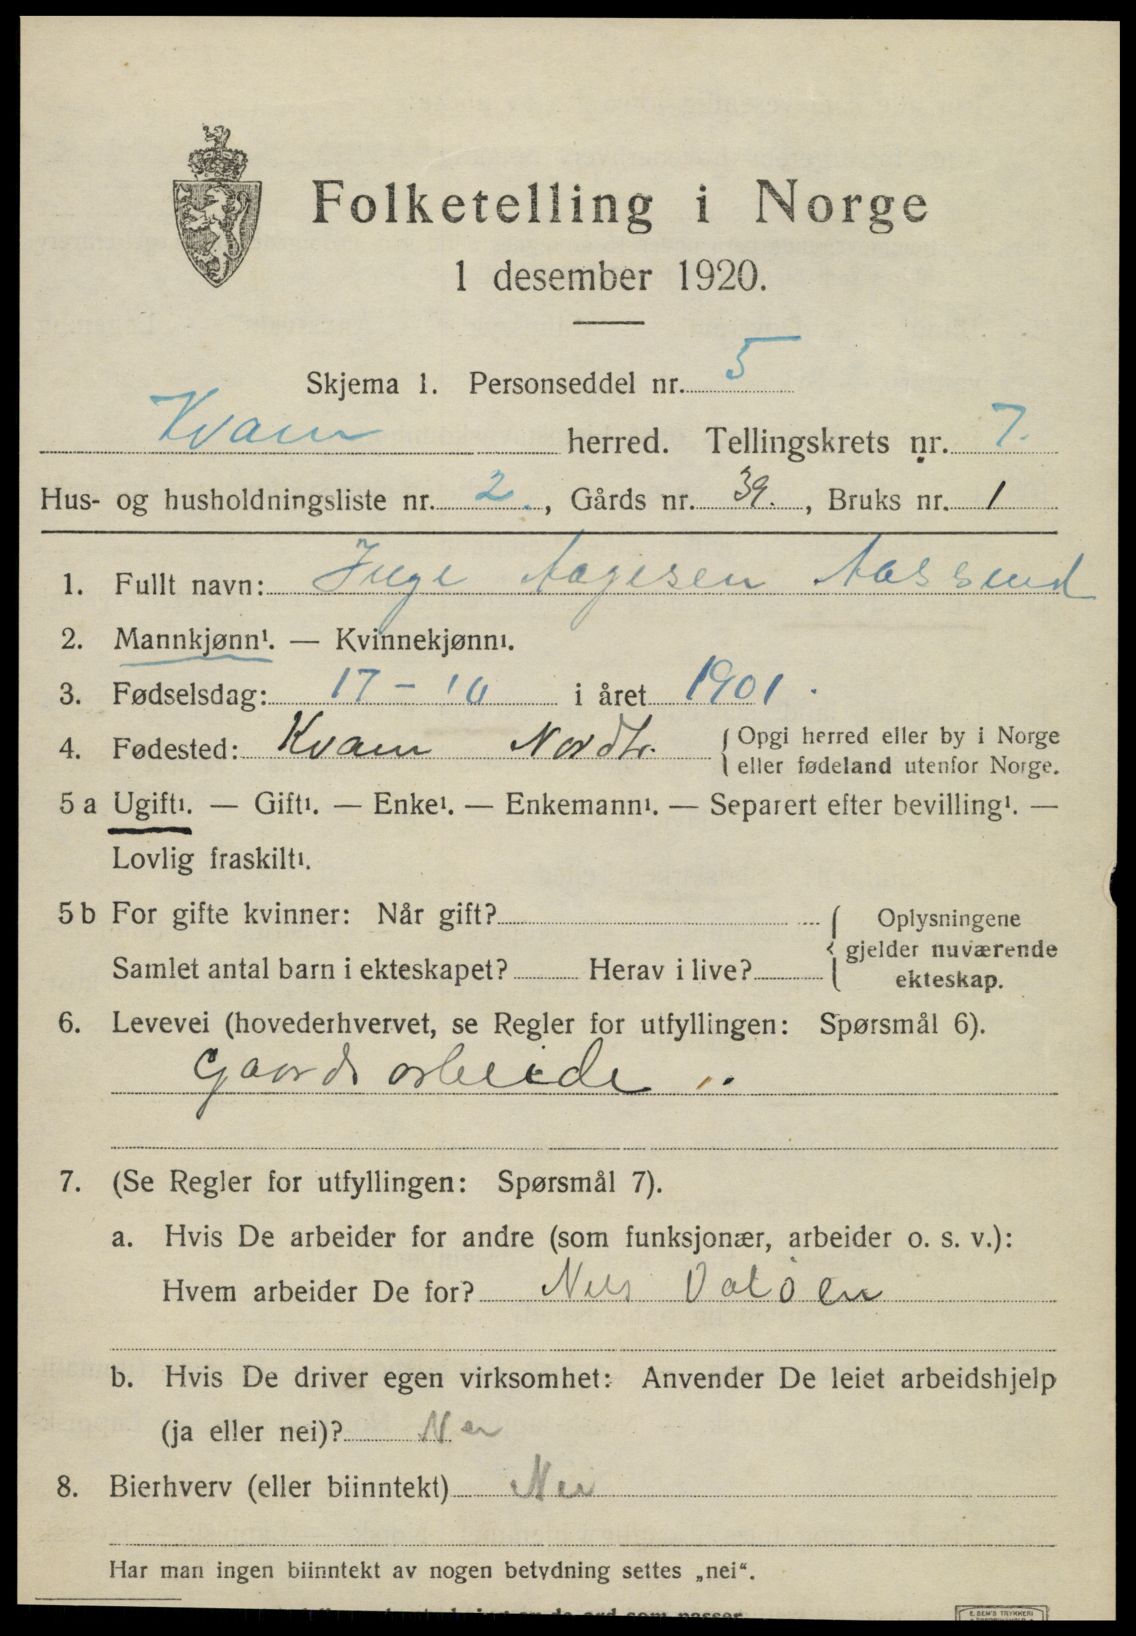 Folketelling i Norge
1 desember 1920.
Skjema 1. Personseddel nr. 5
Kvam herred. Tellingskrets nr. 7.
Hus- og husholdningsliste nr. 2., Gårds nr. 39., Bruks nr. 1
1. Fullt navn: Inge Aagesen Aasslund
2. Mannkjønn¹. — Kvinnekjønn¹.
3. Fødselsdag: 17 - 10 i året 1901.
4. Fødested: Kvam Nordtr. {Opgi herred eller by i Norge
eller fødeland utenfor Norge.
5 a Ugift¹. — Gift¹. — Enke¹. — Enkemann¹. — Separert efter bevilling¹. —
Lovlig fraskilt¹.
5 b For gifte kvinner: Når gift? { Oplysningene
gjelder nuværende
Samlet antal barn i ekteskapet? Herav i live? ekteskap.
6. Levevei (hovederhvervet, se Regler for utfyllingen: Spørsmål 6).
Gaardsarbeide
7. (Se Regler for utfyllingen: Spørsmål 7).
a. Hvis De arbeider for andre (som funksjonær, arbeider o. s. v.):
Hvem arbeider De for? Nils Valöen
b. Hvis De driver egen virksomhet: Anvender De leiet arbeidshjelp
(ja eller nei)? Nei
8. Bierhverv (eller biinntekt) Nei
Har man ingen biinntekt av nogen betydning settes „nei“.